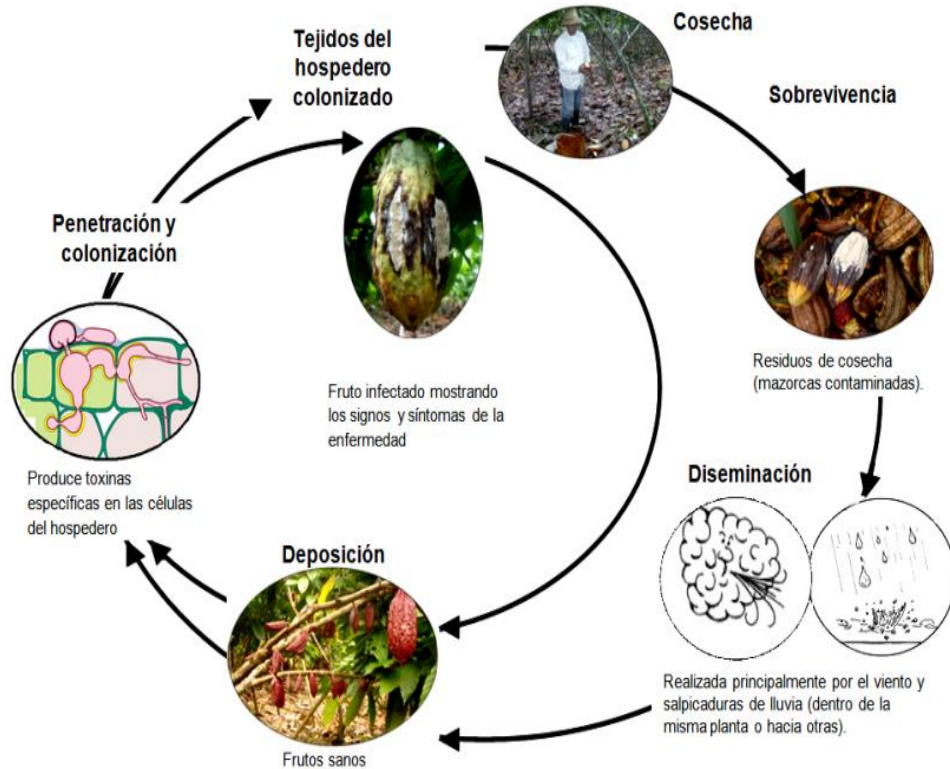 Cosecha
Tejidos del
hospedero
colonizado
Sobrevivencia
Penetración y
colonización
Residuos de cosecha
(mazorcas contaminadas).
Fruto infectado mostrando
los signos y síntomas de la
enfermedad
Produce toxinas
específicas en las células
del hospedero
Diseminación
Deposición
Realizada principalmente por el viento y
salpicaduras de lluvia (dentro de la
misma planta o hacia otras).
Frutos sanos